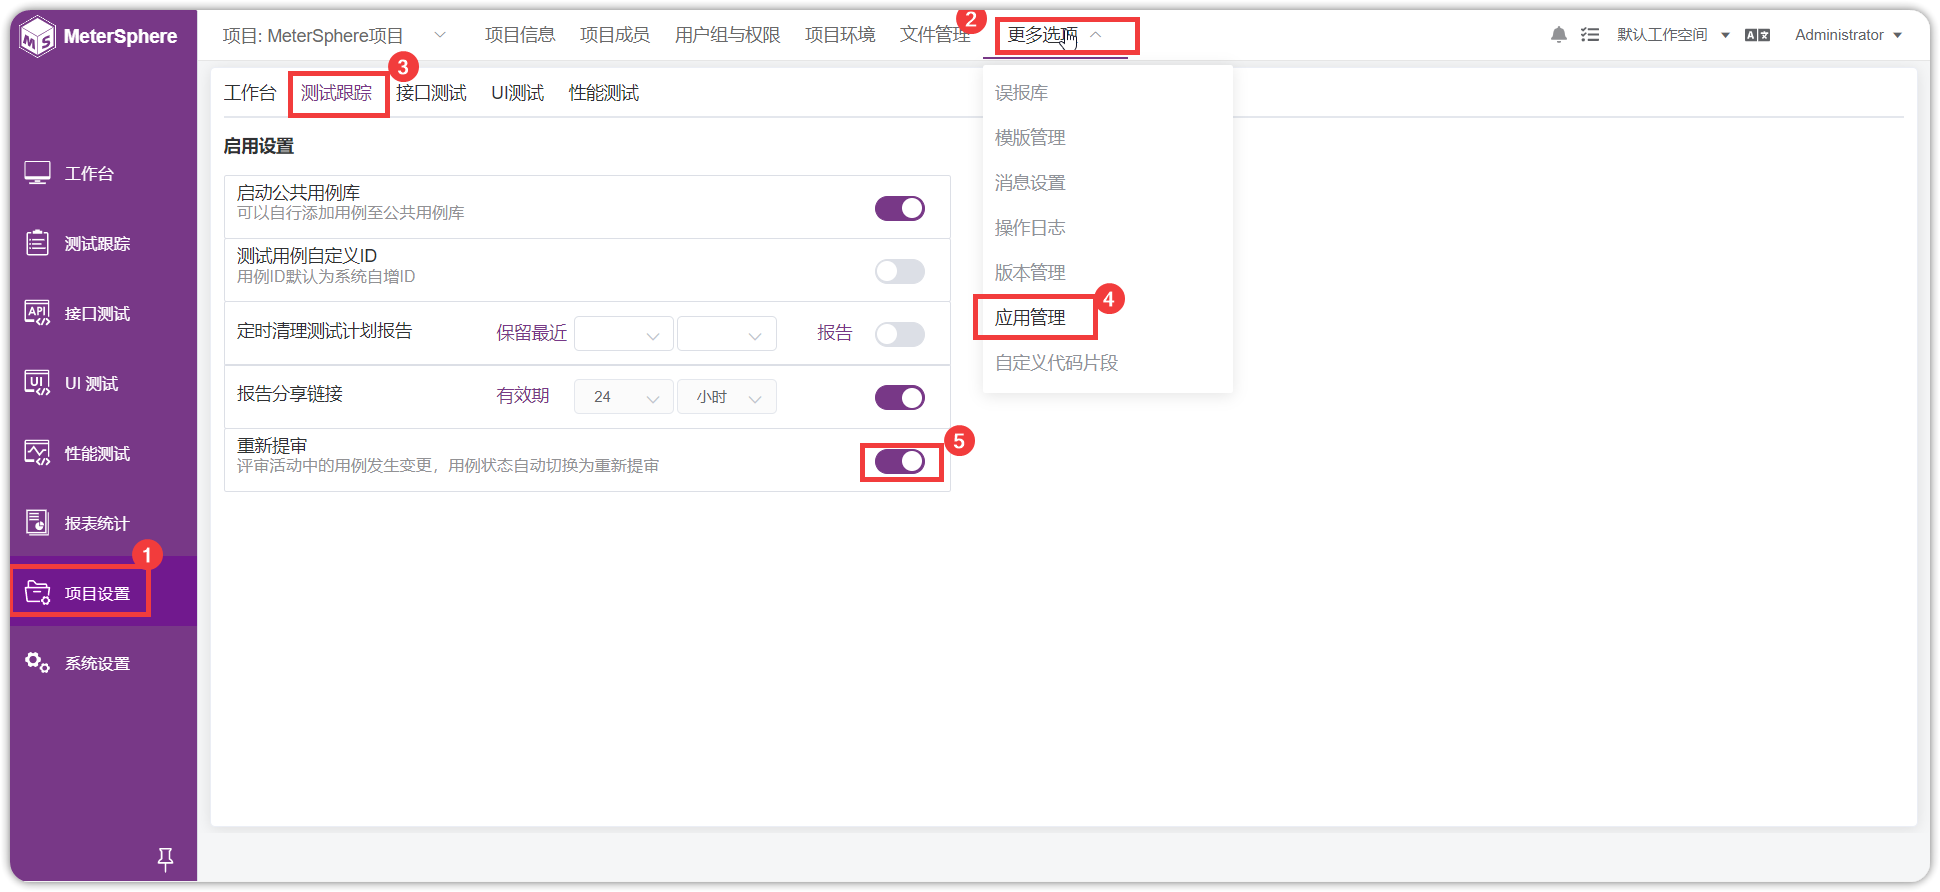 MeterSphere
项目: MeterSphere项目
项目信息
项目成员
用户组与权限
项目环境
文件管理
2
更多选项
默认工作空间
Administrator
3
工作台
测试跟踪
接口测试
UI测试
性能测试
启用设置
启动公共用例库
可以自行添加用例至公共用例库
测试用例自定义ID
用例ID默认为系统自增ID
定时清理测试计划报告
保留最近
报告
报告分享链接
有效期
24
小时
重新提审
评审活动中的用例发生变更，用例状态自动切换为重新提审
5
误报库
模版管理
消息设置
操作日志
版本管理
4
应用管理
自定义代码片段
工作台
测试跟踪
API 接口测试
UI UI 测试
性能测试
报表统计
1
项目设置
系统设置